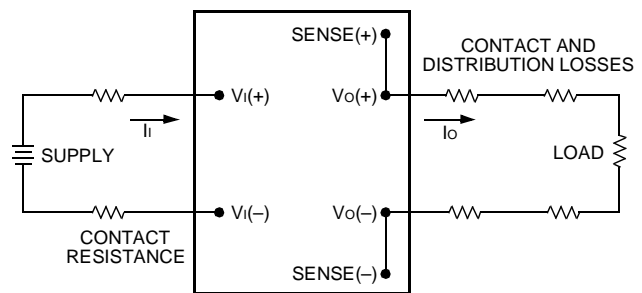 SENSE(+)
CONTACT AND
DISTRIBUTION LOSSES
VI(+)
VO(+)
II
IO
SUPPLY
LOAD
VI(–)
VO(–)
CONTACT
RESISTANCE
SENSE(–)